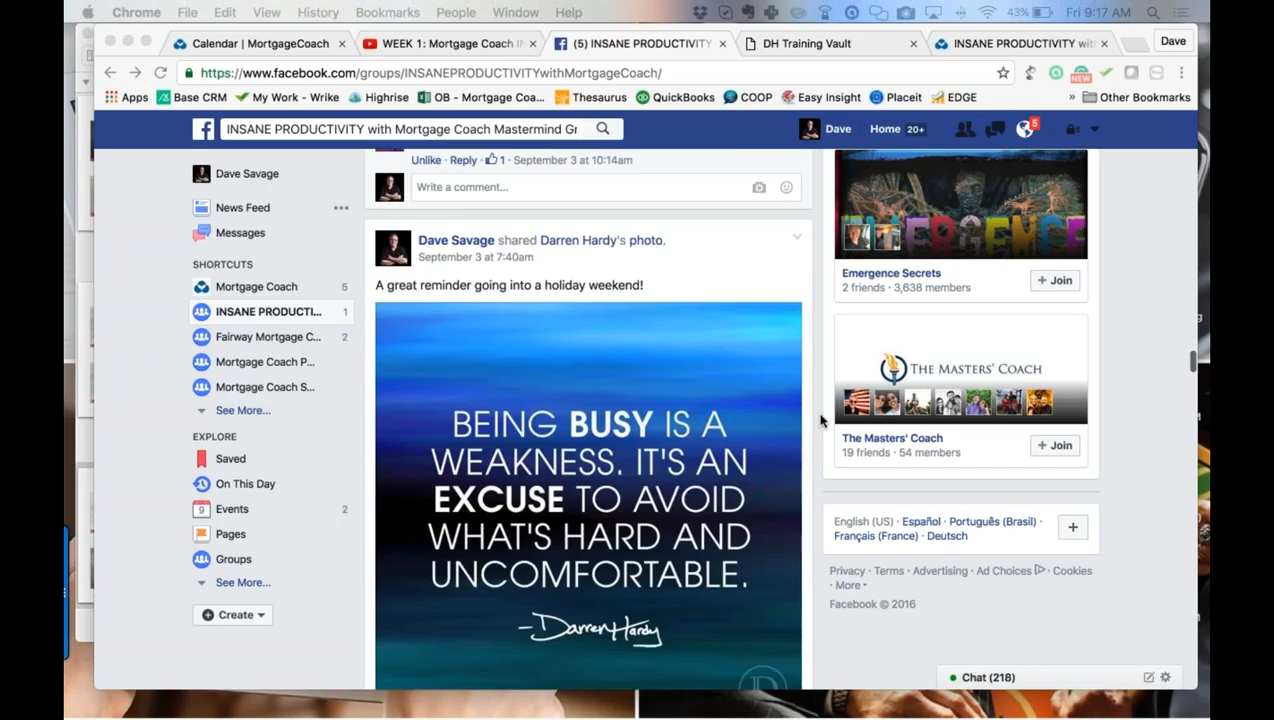 Chrome File Edit View History Bookmarks People Window Help 43% Fri 9:17 AM
Calendar | MortgageCoach WEEK 1: Mortgage Coach I (5) INSANE PRODUCTIVITY DH Training Vault INSANE PRODUCTIVITY wit Dave
https://www.facebook.com/groups/INSANEPRODUCTIVITYwithMortgageCoach/ NEW
Apps Base CRM My Work - Wrike Highrise OB - Mortgage Coa... Thesaurus QuickBooks COOP Easy Insight Placeit EDGE » Other Bookmarks
INSANE PRODUCTIVITY with Mortgage Coach Mastermind Gr Dave Home 20+ 5
Dave Savage
News Feed
Messages
SHORTCUTS
Mortgage Coach 5
INSANE PRODUCTI... 1
Fairway Mortgage C... 2
Mortgage Coach P...
Mortgage Coach S...
See More...
EXPLORE
Saved
On This Day
9 Events 2
Pages
Groups
See More...
Create
Unlike · Reply · 1 · September 3 at 10:14am
Write a comment...
Dave Savage shared Darren Hardy's photo.
September 3 at 7:40am
A great reminder going into a holiday weekend!
BEING BUSY IS A
WEAKNESS. IT'S AN
EXCUSE TO AVOID
WHAT'S HARD AND
UNCOMFORTABLE.
-Darren Hardy
EMERGENCE
Emergence Secrets
2 friends · 3,638 members
+ Join
THE MASTERS' COACH
The Masters' Coach
19 friends · 54 members
+ Join
English (US) · Español · Português (Brasil) ·
Français (France) · Deutsch
Privacy · Terms · Advertising · Ad Choices · Cookies
· More
Facebook © 2016
Chat (218)